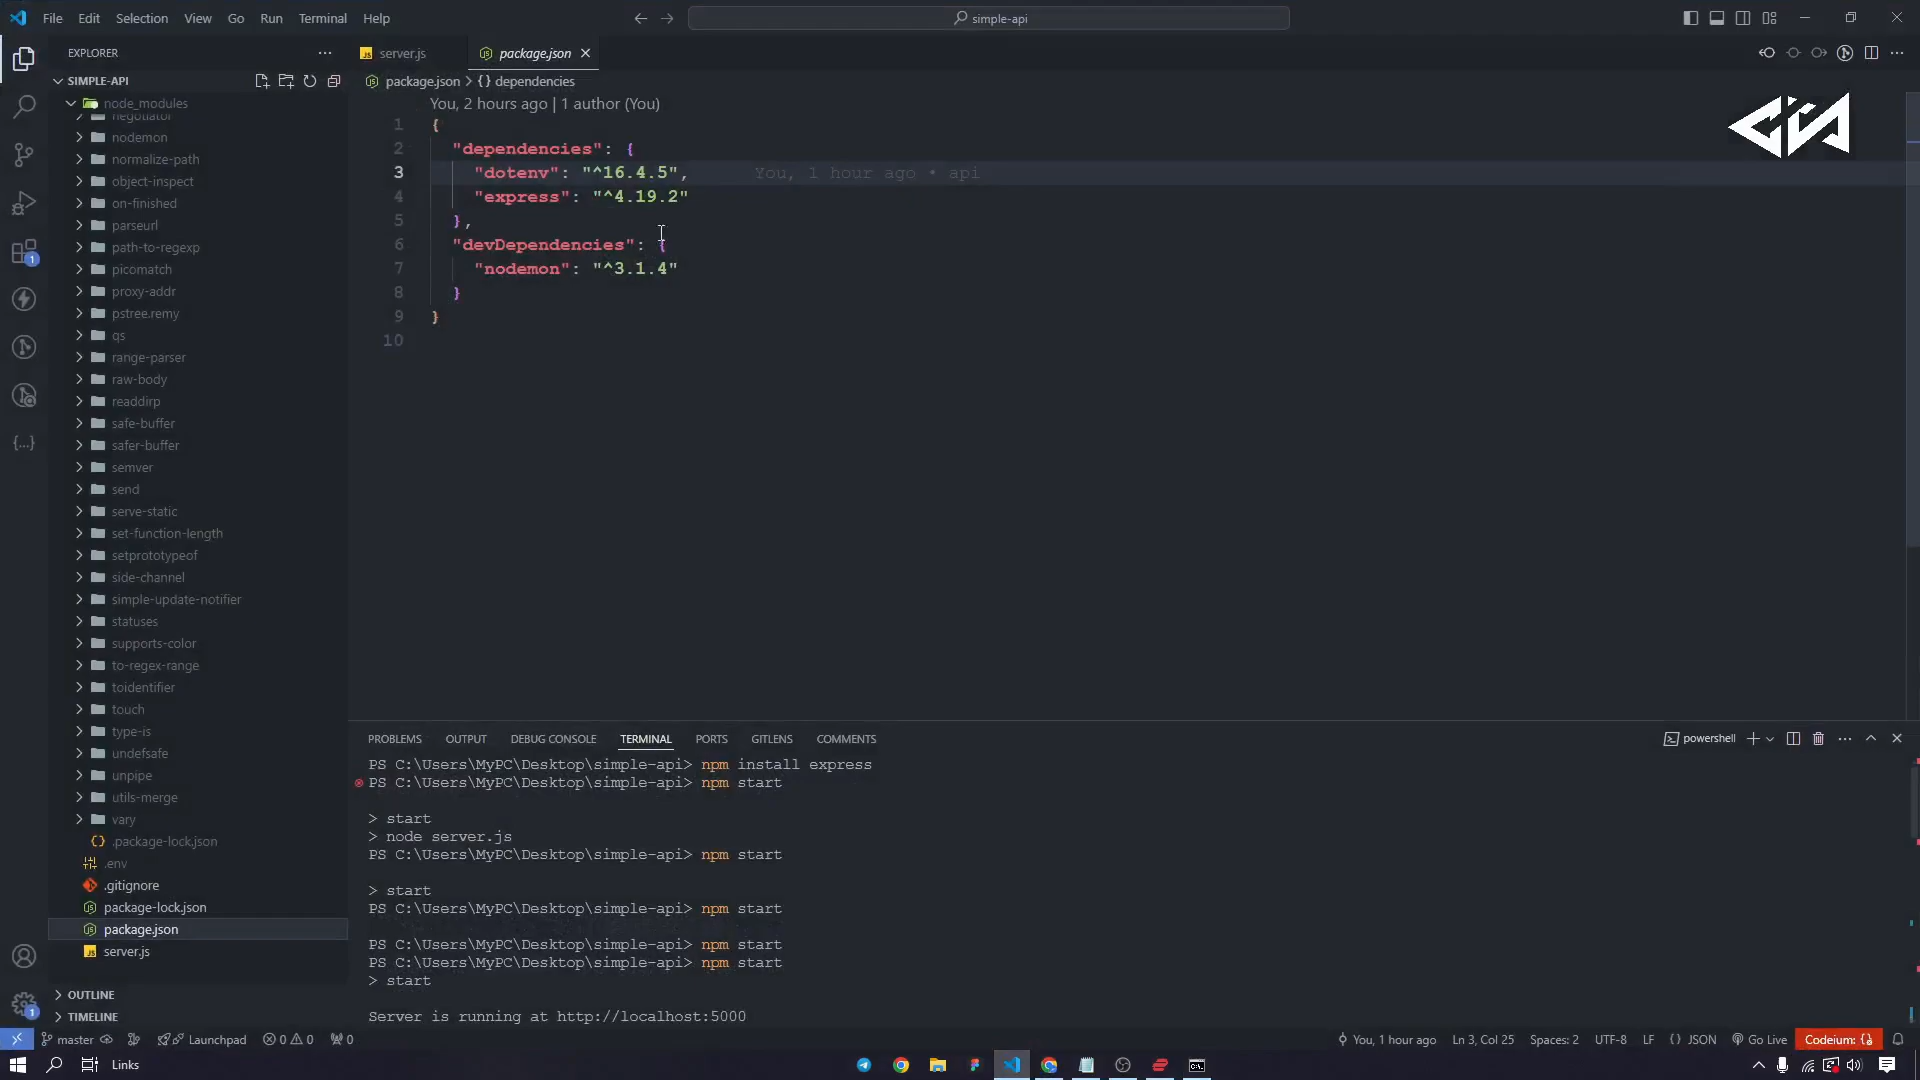 File Edit Selection View Go Run Terminal Help
simple-api
EXPLORER
server.js
package.json
SIMPLE-API
package.json > {} dependencies
node_modules
negotiator
nodemon
normalize-path
object-inspect
on-finished
parseurl
path-to-regexp
picomatch
proxy-addr
pstree.remy
qs
range-parser
raw-body
readdirp
safe-buffer
safer-buffer
semver
send
serve-static
set-function-length
setprototypeof
side-channel
simple-update-notifier
statuses
supports-color
to-regex-range
toidentifier
touch
type-is
undefsafe
unpipe
utils-merge
vary
.package-lock.json
.env
.gitignore
package-lock.json
package.json
server.js
OUTLINE
TIMELINE
You, 2 hours ago | 1 author (You)
1 {
2 "dependencies": {
3 "dotenv": "^16.4.5", You, 1 hour ago • api
4 "express": "^4.19.2"
5 },
6 "devDependencies": {
7 "nodemon": "^3.1.4"
8 }
9 }
10
PROBLEMS OUTPUT DEBUG CONSOLE TERMINAL PORTS GITLENS COMMENTS
powershell
PS C:\Users\MyPC\Desktop\simple-api> npm install express
PS C:\Users\MyPC\Desktop\simple-api> npm start
> start
> node server.js
PS C:\Users\MyPC\Desktop\simple-api> npm start
> start
PS C:\Users\MyPC\Desktop\simple-api> npm start
PS C:\Users\MyPC\Desktop\simple-api> npm start
PS C:\Users\MyPC\Desktop\simple-api> npm start
> start
Server is running at http://localhost:5000
master Launchpad 0 0 0 You, 1 hour ago Ln 3, Col 25 Spaces: 2 UTF-8 LF {} JSON Go Live Codeium: {}
Links